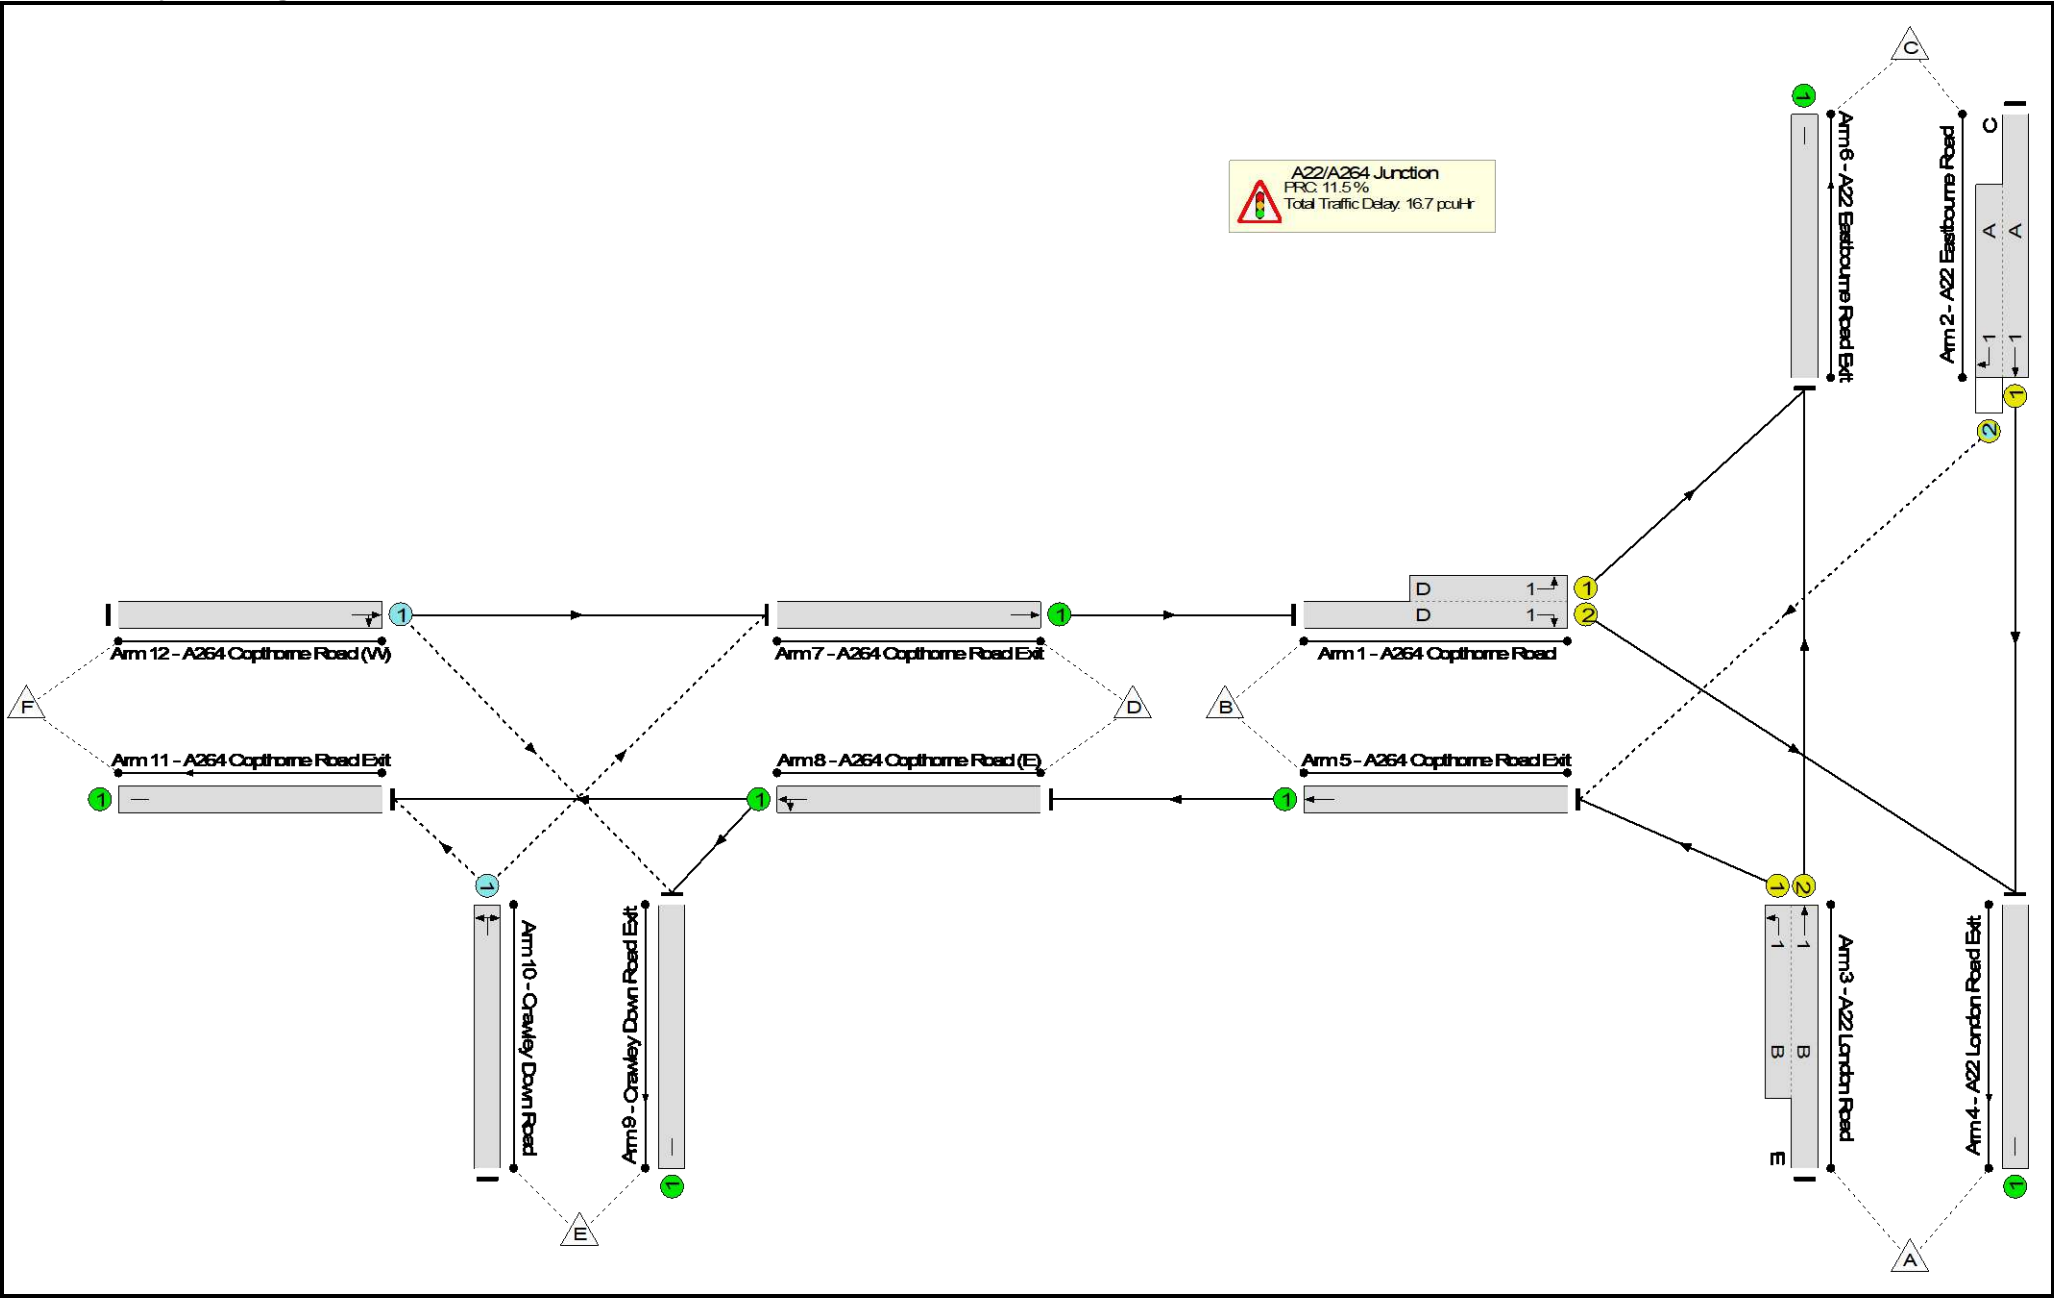 C
1
Arm 6 - A22 Eastbourne Road Exit
Arm 2 - A22 Eastbourne Road
C
A
A
1
1
1
2
A22/A264 Junction
PRC: 11.5 %
Total Traffic Delay: 16.7 pcuHr
1
Arm 12 - A264 Copthorne Road (W)
1
Arm 7 - A264 Copthorne Road Exit
D
1
D
1
1
2
Arm 1 - A264 Copthorne Road
F
D
B
Arm 11 - A264 Copthorne Road Exit
1
Arm 8 - A264 Copthorne Road (E)
1
Arm 5 - A264 Copthorne Road Exit
1
1
Arm 10 - Crawley Down Road
Arm 9 - Crawley Down Road Exit
1
E
1
2
1
1
B
B
E
Arm 3 - A22 London Road
Arm 4 - A22 London Road Exit
1
A